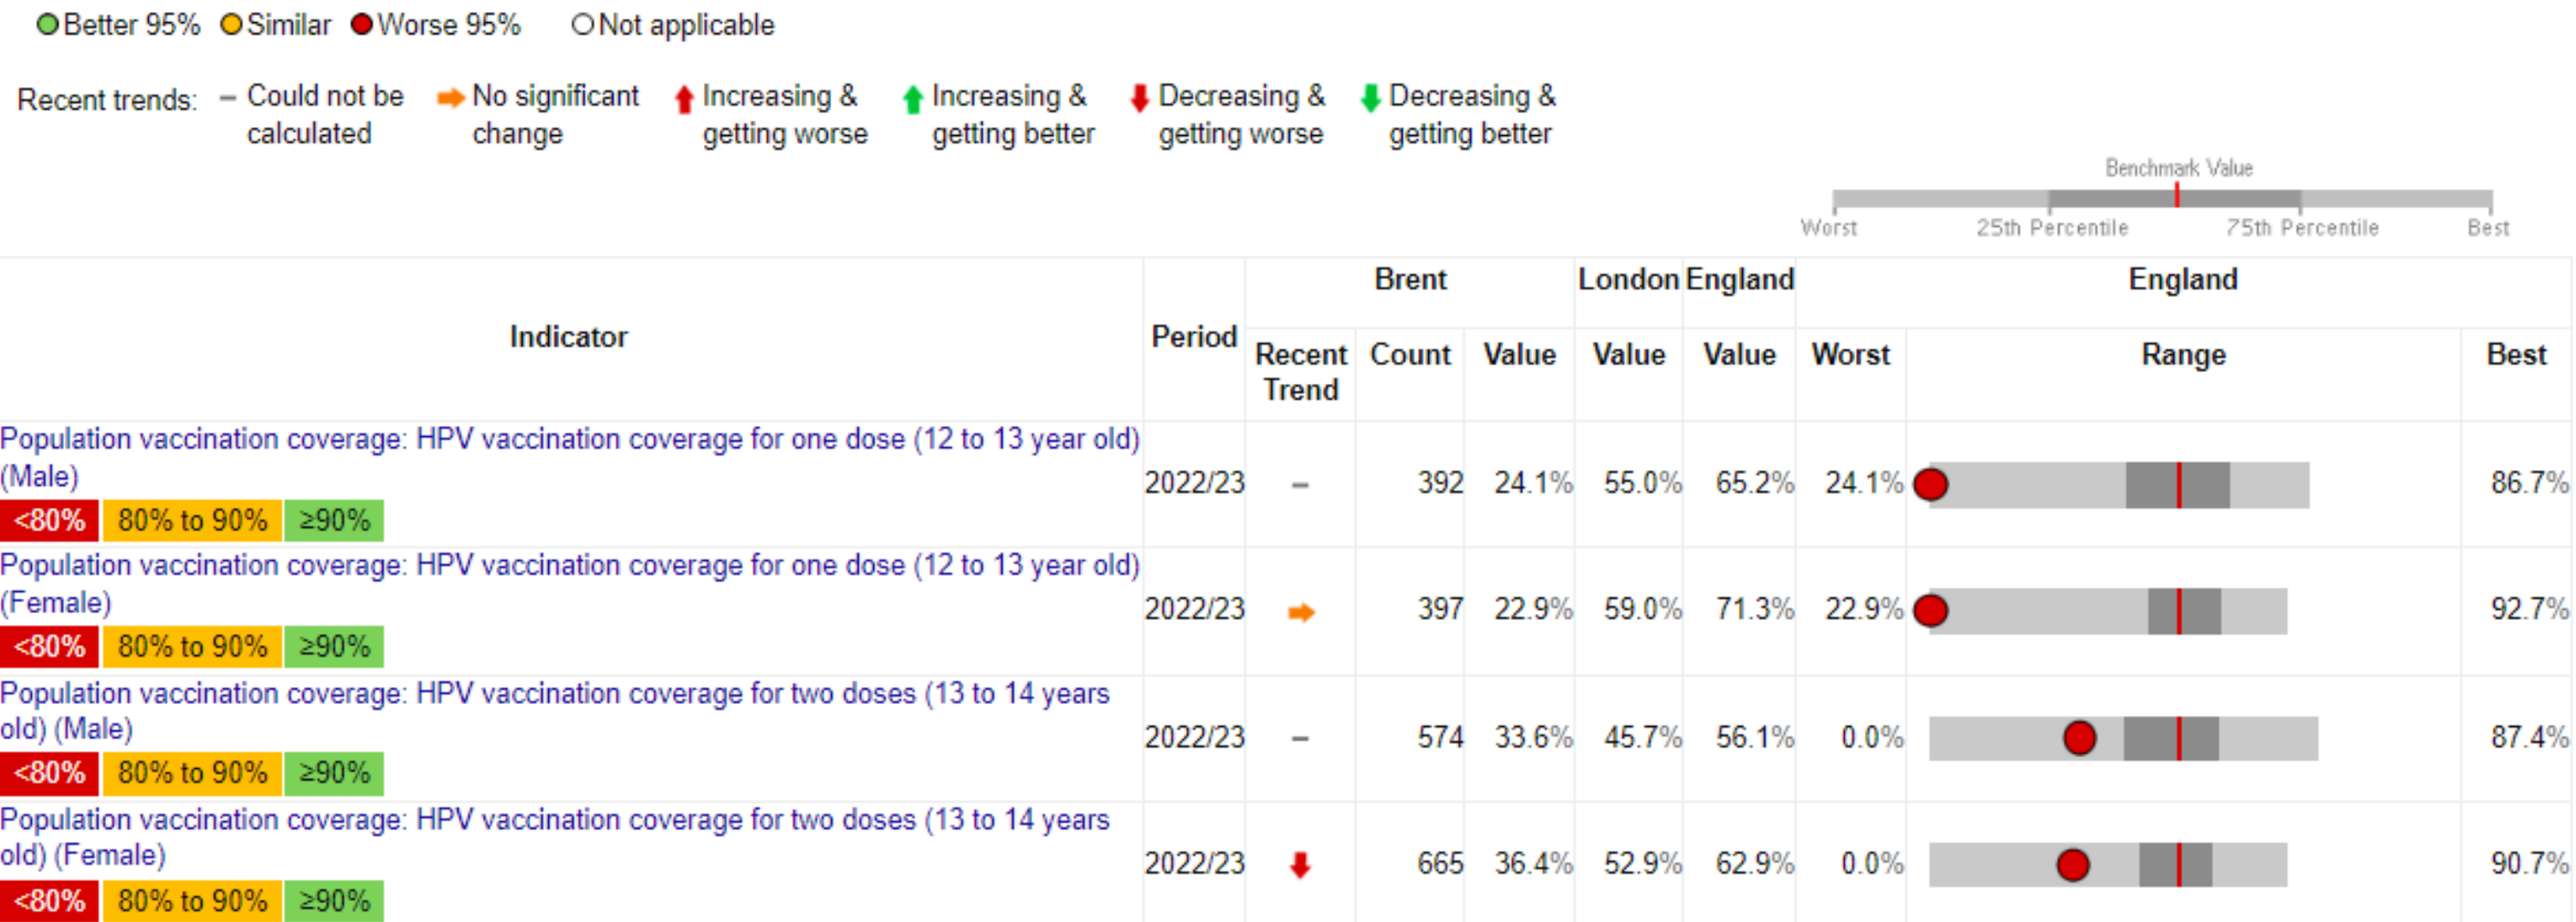 Better 95% Similar Worse 95% Not applicable
Recent trends: – Could not be calculated No significant change Increasing & getting worse Increasing & getting better Decreasing & getting worse Decreasing & getting better
Benchmark Value
Worst 25th Percentile 75th Percentile Best
Brent London England England
Indicator Period Recent Trend Count Value Value Value Worst Range Best
Population vaccination coverage: HPV vaccination coverage for one dose (12 to 13 year old)
(Male)
2022/23 – 392 24.1% 55.0% 65.2% 24.1% 86.7%
<80% 80% to 90% ≥90%
Population vaccination coverage: HPV vaccination coverage for one dose (12 to 13 year old)
(Female)
2022/23 397 22.9% 59.0% 71.3% 22.9% 92.7%
<80% 80% to 90% ≥90%
Population vaccination coverage: HPV vaccination coverage for two doses (13 to 14 years
old) (Male)
2022/23 – 574 33.6% 45.7% 56.1% 0.0% 87.4%
<80% 80% to 90% ≥90%
Population vaccination coverage: HPV vaccination coverage for two doses (13 to 14 years
old) (Female)
2022/23 665 36.4% 52.9% 62.9% 0.0% 90.7%
<80% 80% to 90% ≥90%